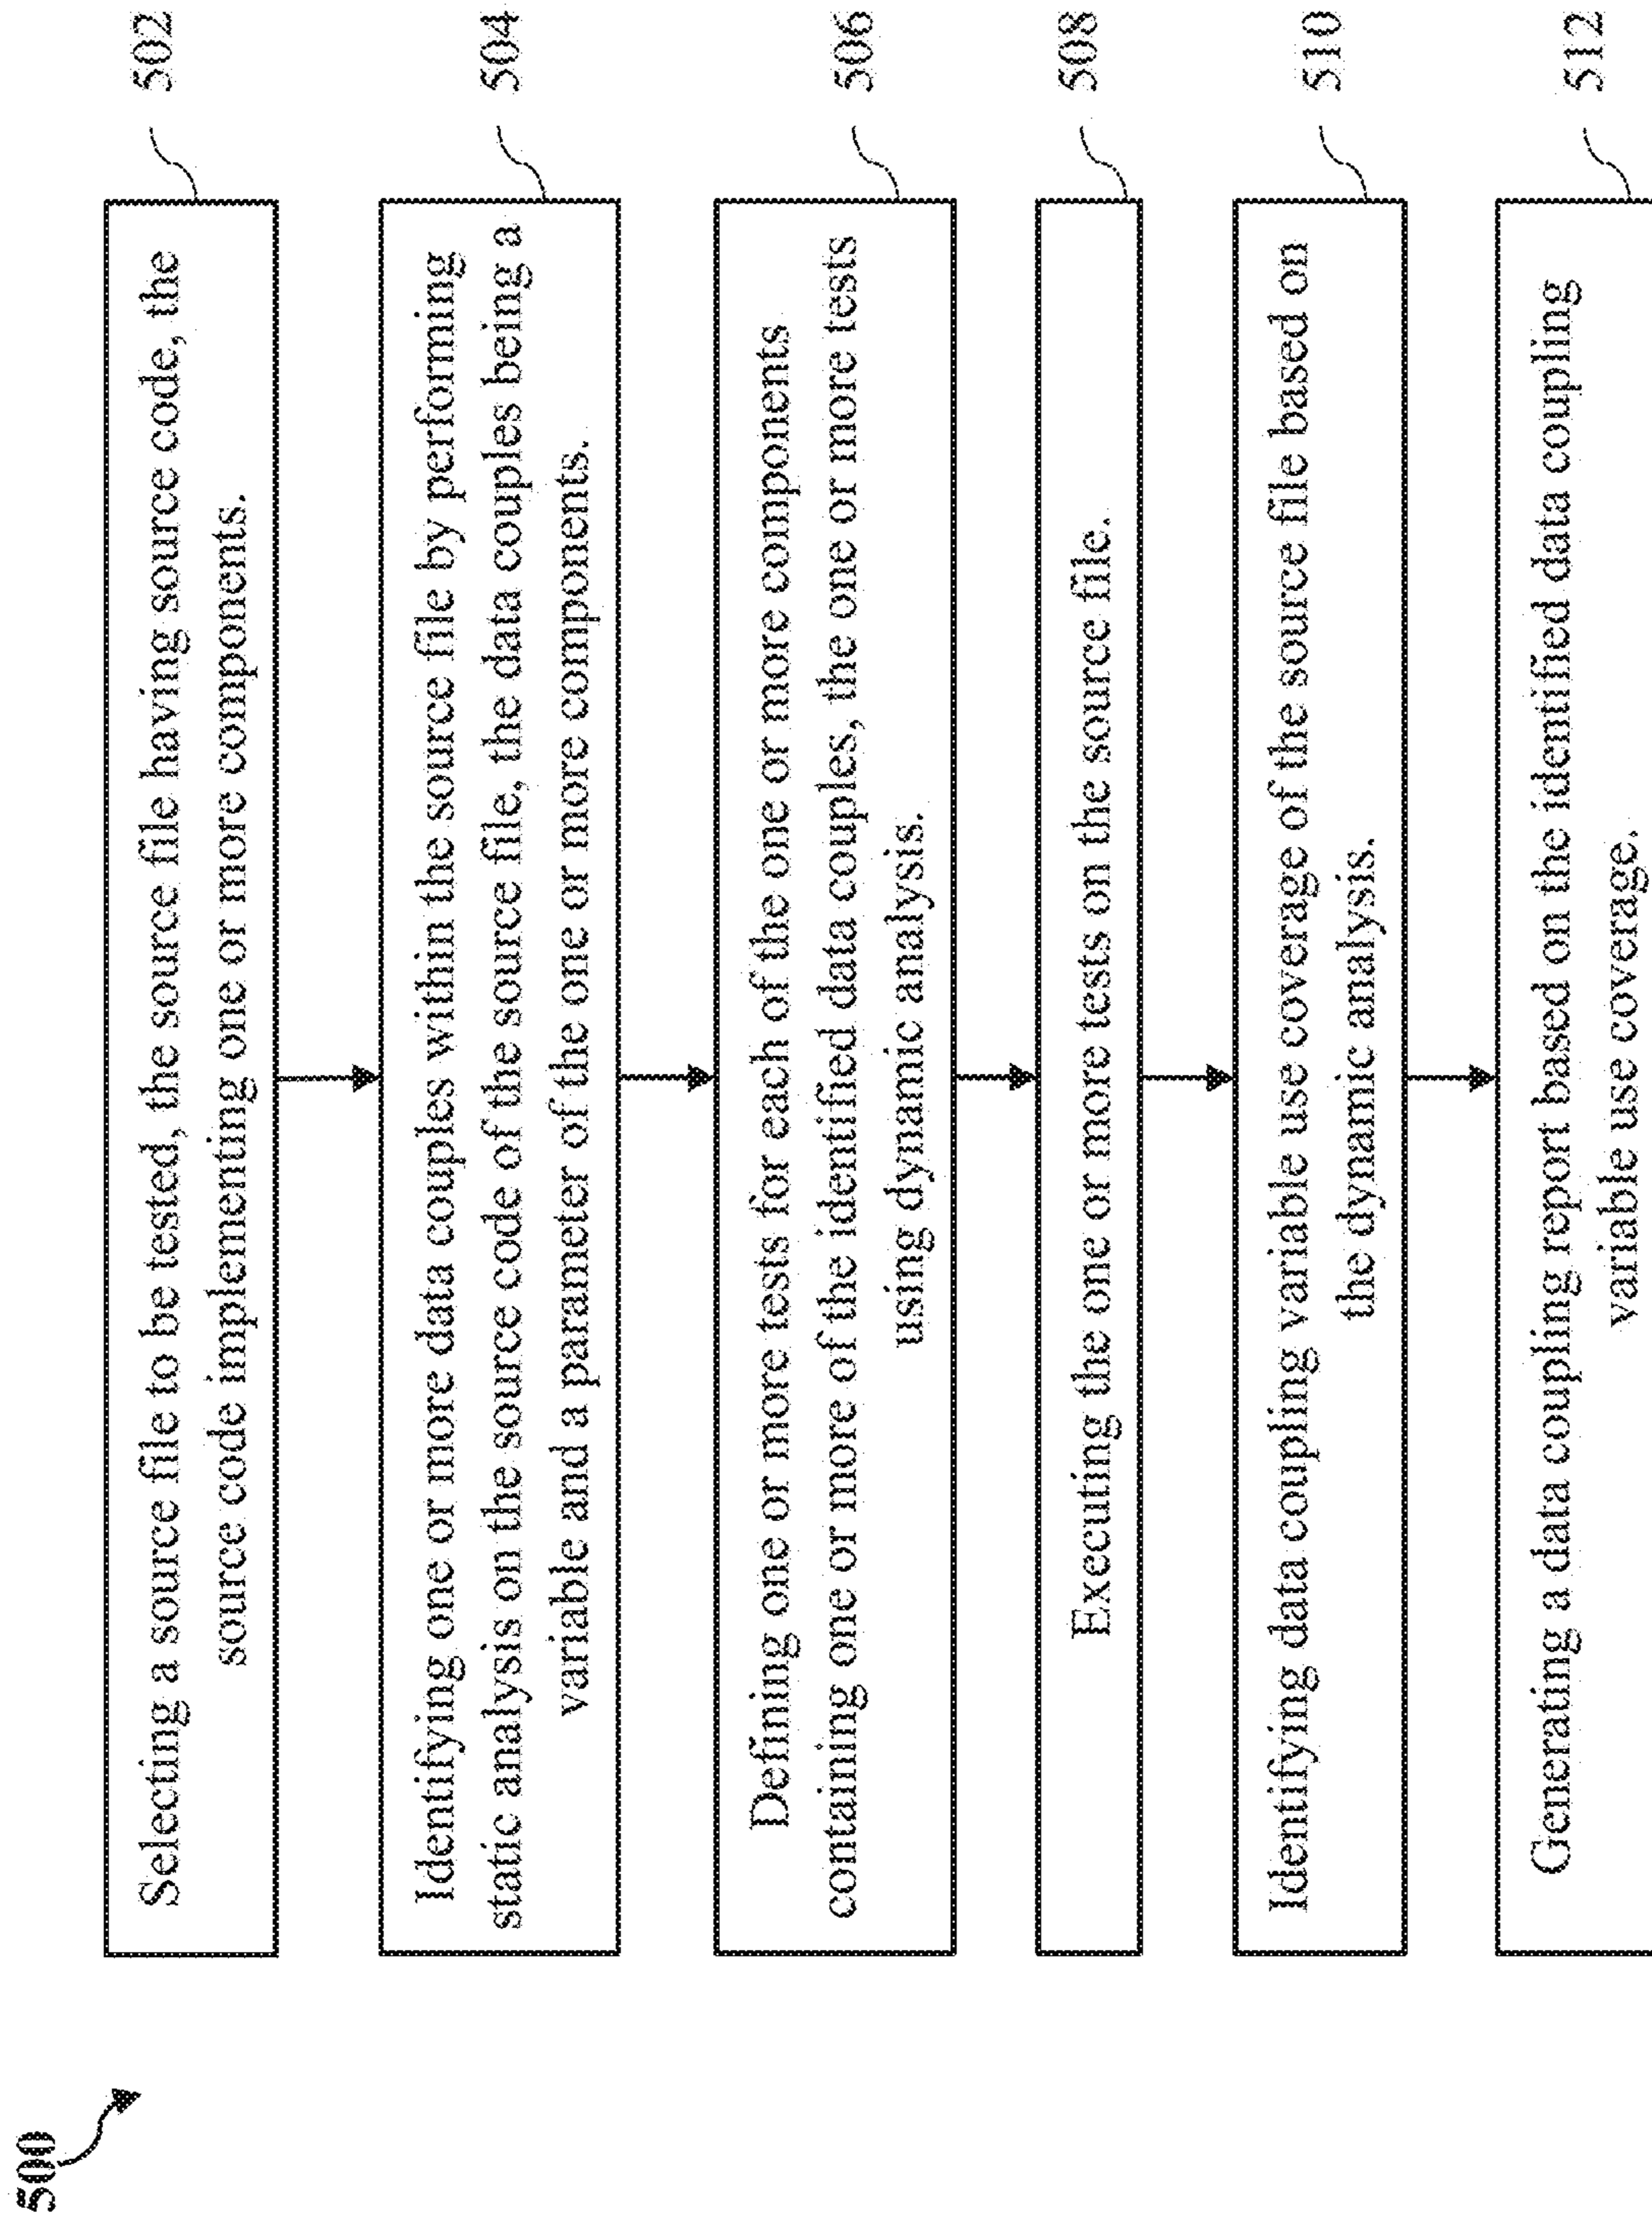 500
Selecting a source file to be tested, the source file having source code, the
source code implementing one or more components.
502
Identifying one or more data couples within the source file by performing
static analysis on the source code of the source file, the data couples being a
variable and a parameter of the one or more components.
504
Defining one or more tests for each of the one or more components
containing one or more of the identified data couples, the one or more tests
using dynamic analysis.
506
Executing the one or more tests on the source file.
508
Identifying data coupling variable use coverage of the source file based on
the dynamic analysis.
510
Generating a data coupling report based on the identified data coupling
variable use coverage.
512